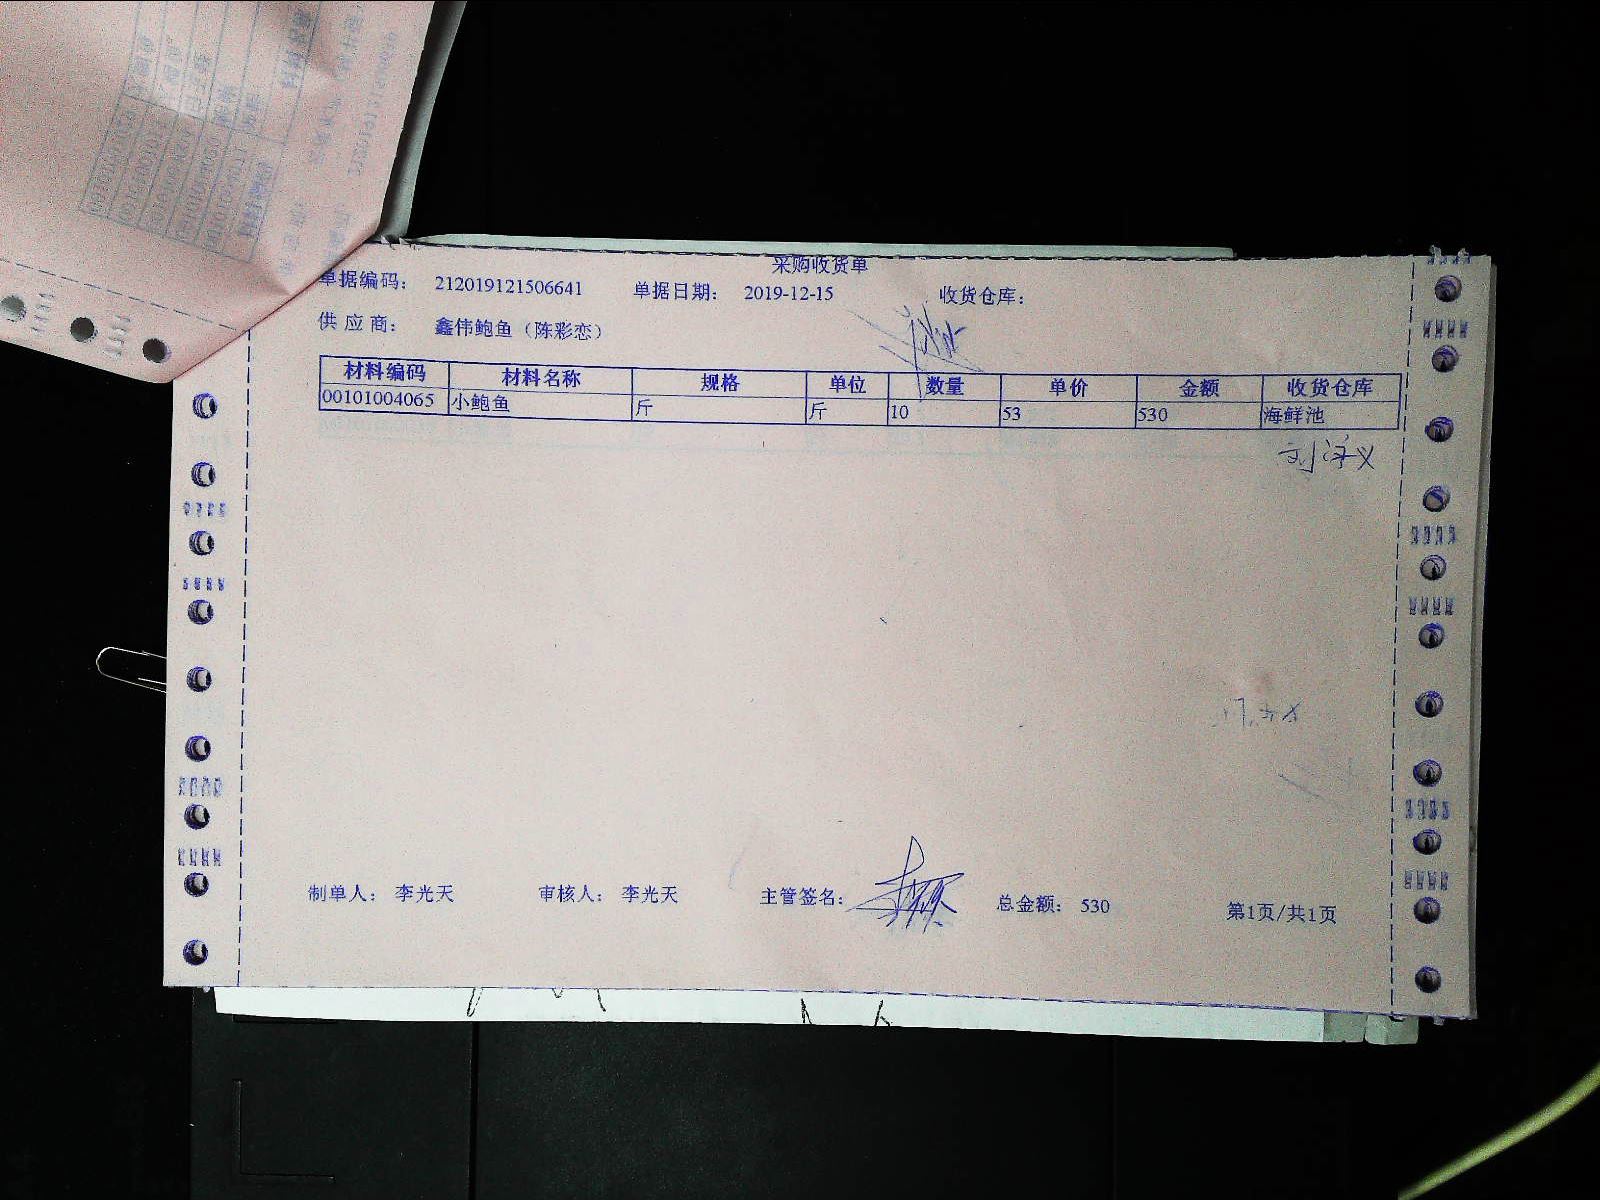 采购收货单
单据编码： 212019121506641 单据日期： 2019-12-15 收货仓库：
供应商： 鑫伟鲍鱼（陈彩恋）
材料编码 材料名称 规格 单位 数量 单价 金额 收货仓库
00101004065 小鲍鱼 斤 斤 10 53 530 海鲜池
制单人： 李光天 审核人： 李光天 主管签名： 总金额： 530 第1页/共1页